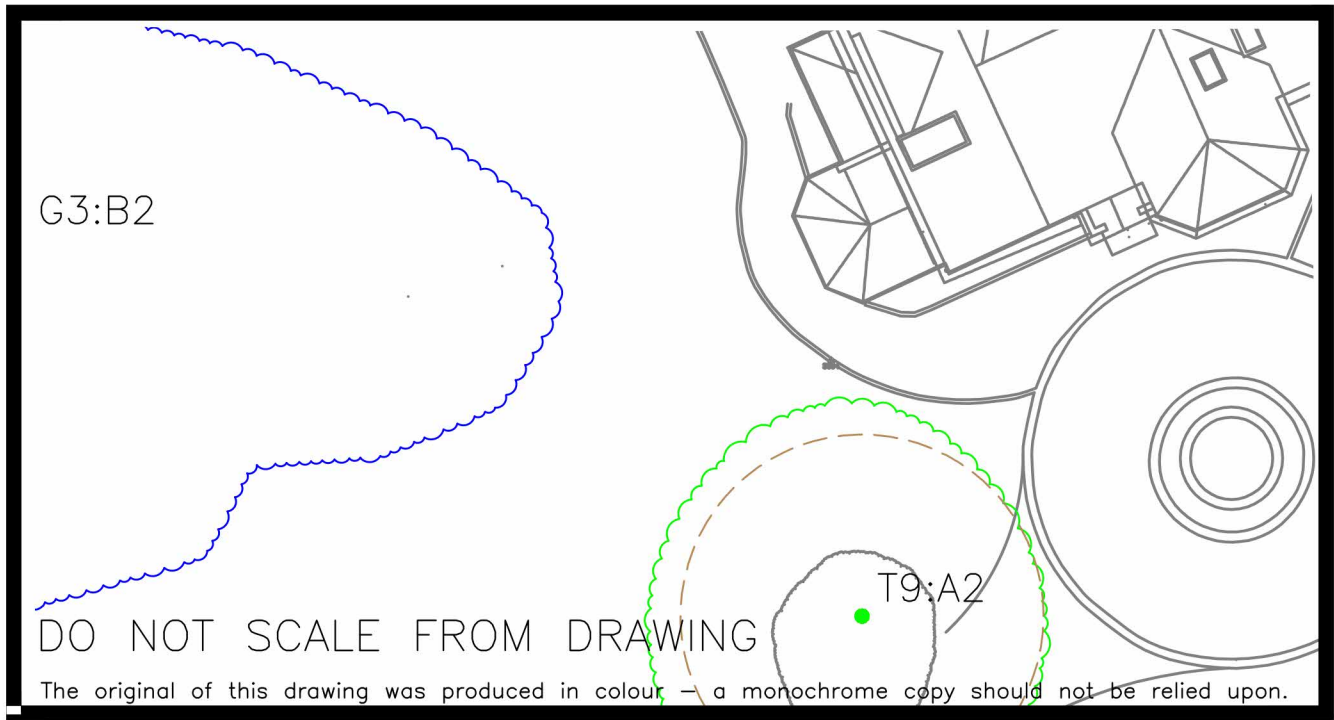 G3:B2
T9:A2
DO NOT SCALE FROM DRAWING
The original of this drawing was produced in colour – a monochrome copy should not be relied upon.